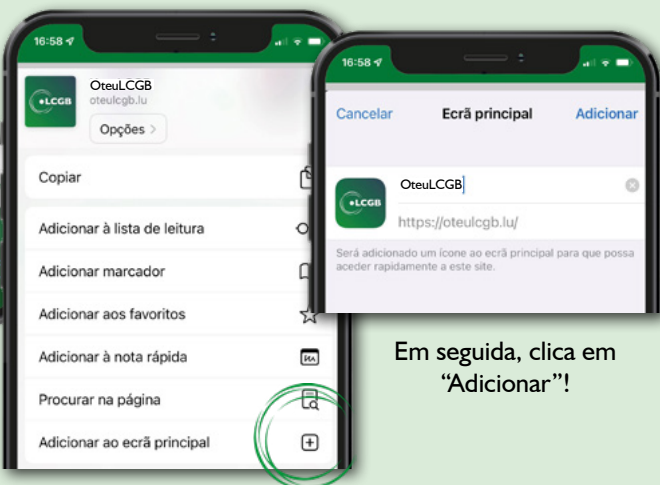 16:58
OteuLCGB
oteulcgb.lu
Opções >
LCGB
Copiar
Adicionar à lista de leitura
Adicionar marcador
Adicionar aos favoritos
Adicionar à nota rápida
Procurar na página
Adicionar ao ecrã principal
16:58
Cancelar Ecrã principal Adicionar
OteuLCGB
LCGB
https://oteulcgb.lu/
Será adicionado um ícone ao ecrã principal para que possa
aceder rapidamente a este site.
Em seguida, clica em
“Adicionar”!